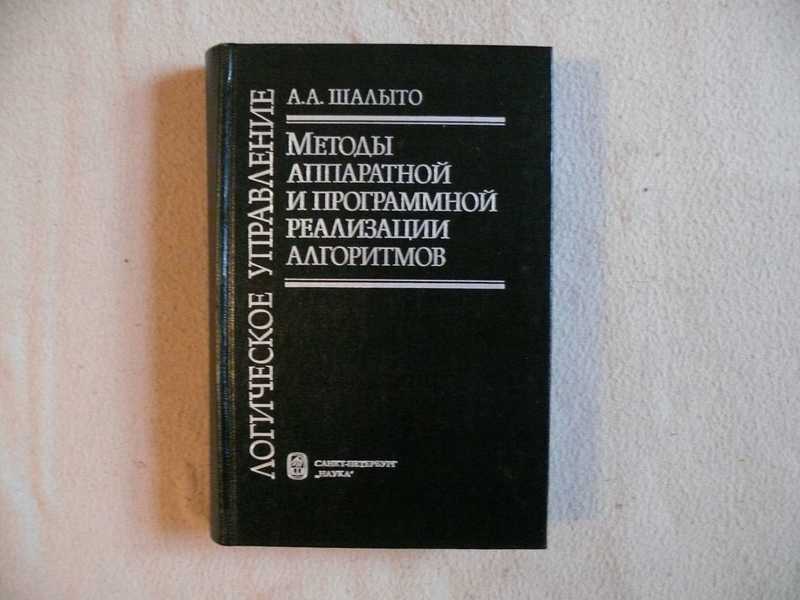 ЛОГИЧЕСКОЕ УПРАВЛЕНИЕ
А.А. ШАЛЫТО
МЕТОДЫ
АППАРАТНОЙ
И ПРОГРАММНОЙ
РЕАЛИЗАЦИИ
АЛГОРИТМОВ
САНКТ-ПЕТЕРБУРГ
„НАУКА“